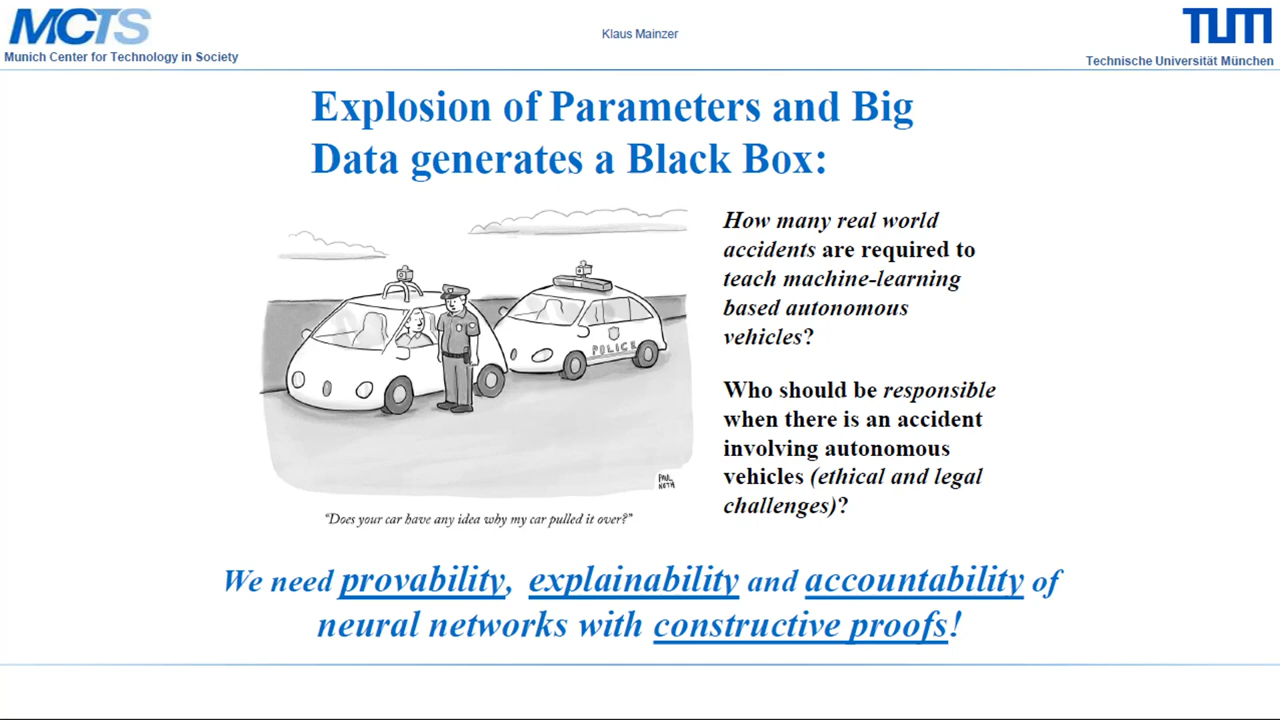 MCTS
Munich Center for Technology in Society
Klaus Mainzer
TUM
Technische Universität München
Explosion of Parameters and Big
Data generates a Black Box:
How many real world
accidents are required to
teach machine-learning
based autonomous
vehicles?
Who should be responsible
when there is an accident
involving autonomous
vehicles (ethical and legal
challenges)?
POLICE
PAUL
NOTH
“Does your car have any idea why my car pulled it over?”
We need provability, explainability and accountability of
neural networks with constructive proofs!